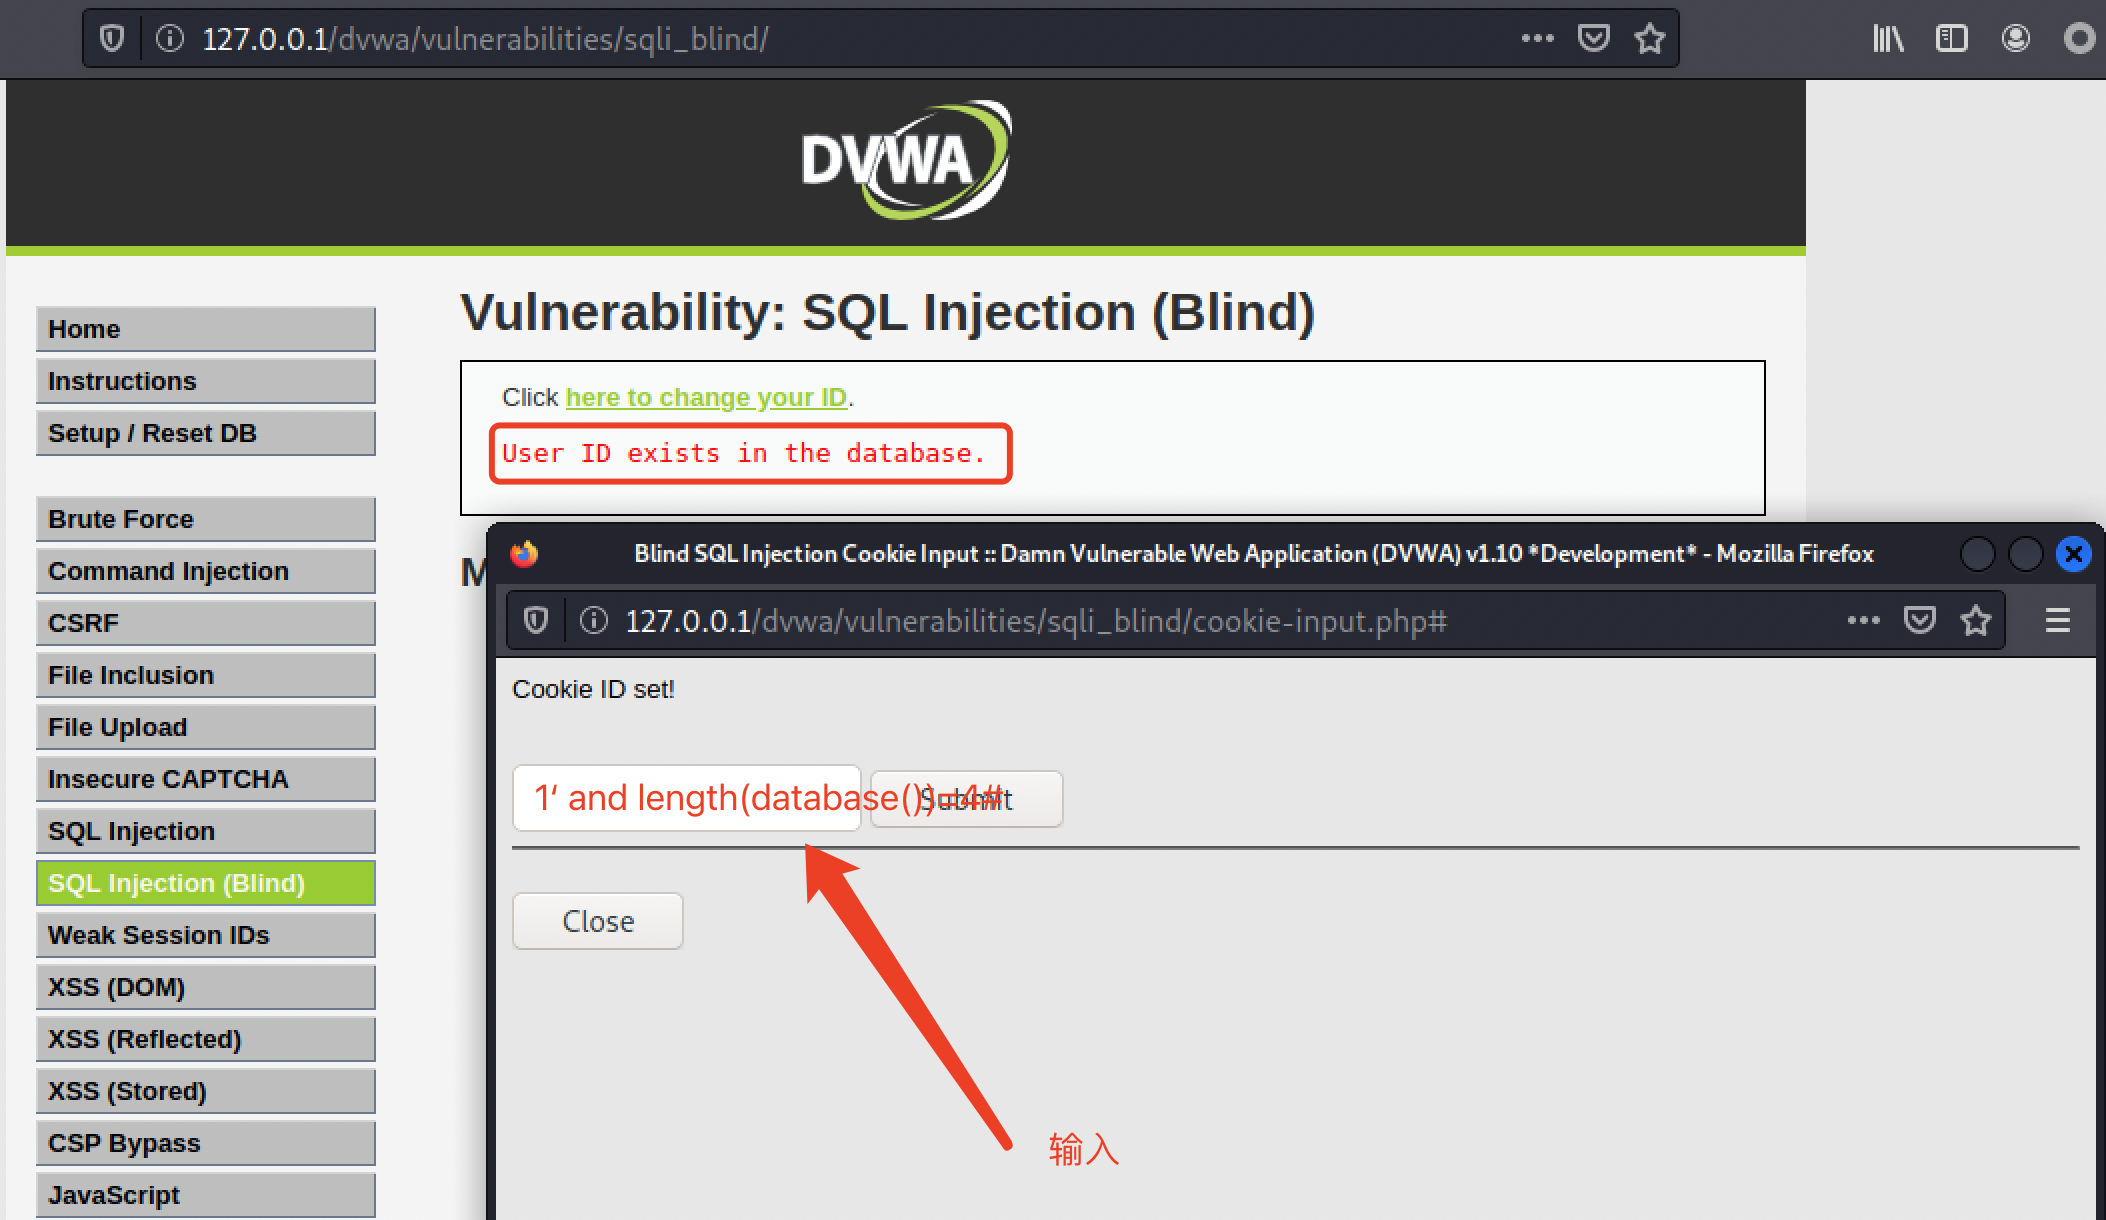 127.0.0.1/dvwa/vulnerabilities/sqli_blind/
DVWA
Home
Instructions
Setup / Reset DB
Brute Force
Command Injection
CSRF
File Inclusion
File Upload
Insecure CAPTCHA
SQL Injection
SQL Injection (Blind)
Weak Session IDs
XSS (DOM)
XSS (Reflected)
XSS (Stored)
CSP Bypass
JavaScript
Vulnerability: SQL Injection (Blind)
Click here to change your ID.
User ID exists in the database.
M
Blind SQL Injection Cookie Input :: Damn Vulnerable Web Application (DVWA) v1.10 *Development* - Mozilla Firefox
127.0.0.1/dvwa/vulnerabilities/sqli_blind/cookie-input.php#
Cookie ID set!
1‘ and length(database())=4#
Submit
Close
输入